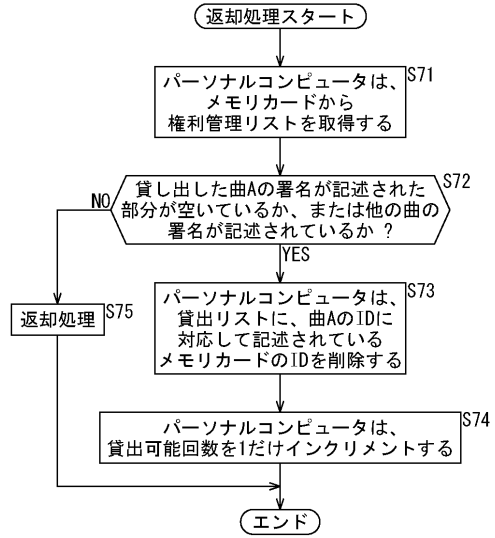 返却処理スタート
パーソナルコンピュータは、
メモリカードから
権利管理リストを取得する
S71
貸し出した曲Aの署名が記述された
部分が空いているか、または他の曲の
署名が記述されているか ?
S72
NO
YES
パーソナルコンピュータは、
貸出リストに、曲AのIDに
対応して記述されている
メモリカードのIDを削除する
S73
返却処理
S75
パーソナルコンピュータは、
貸出可能回数を1だけインクリメントする
S74
エンド